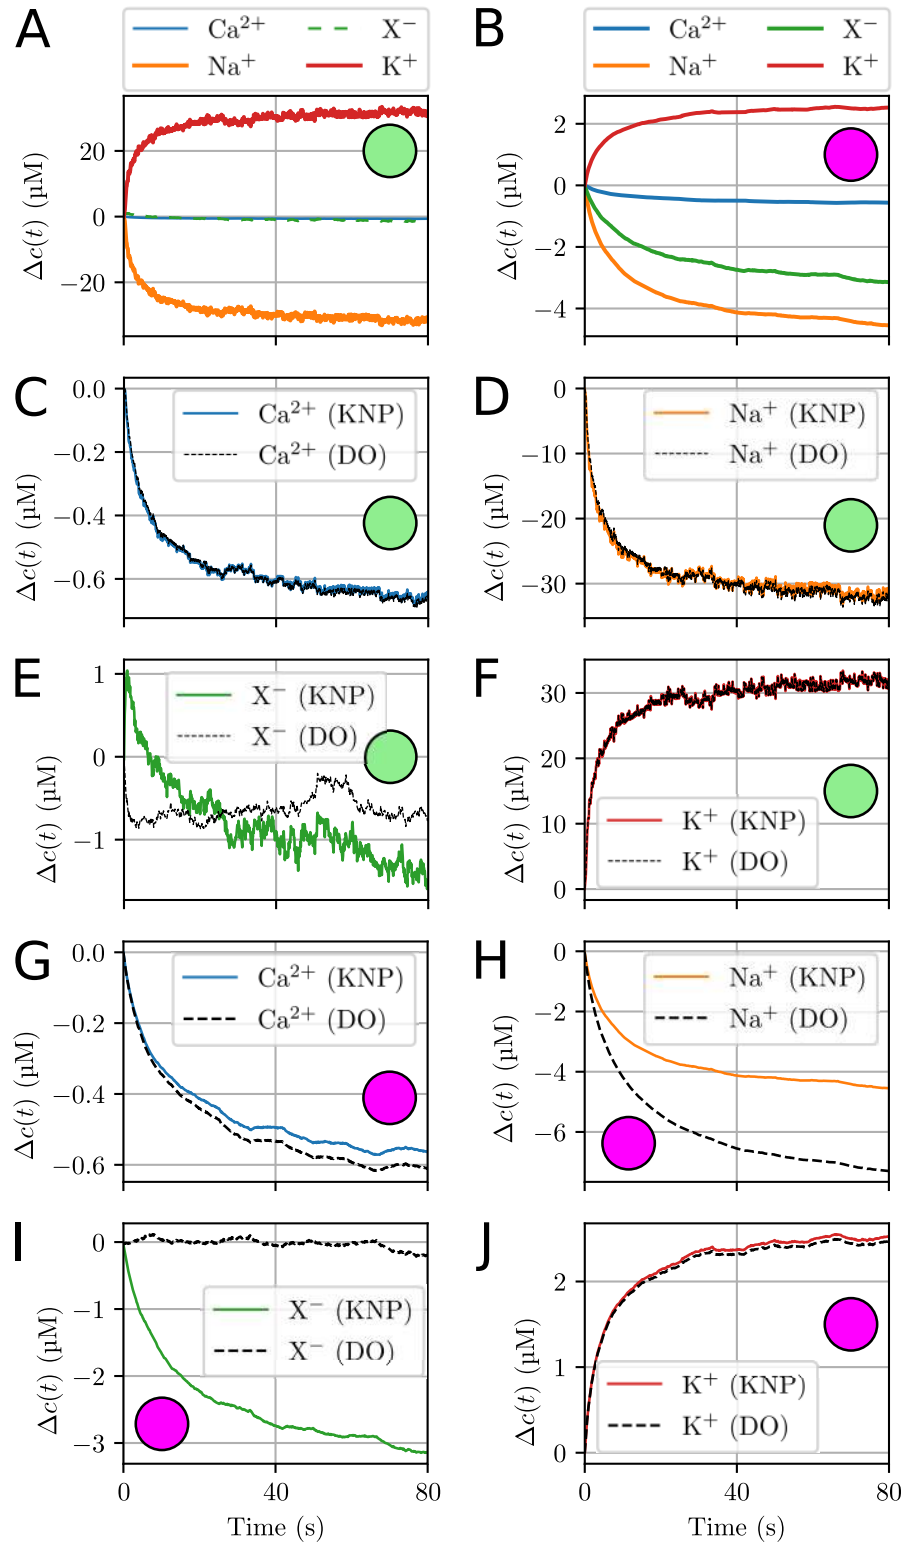 A
Ca²⁺ X⁻
Na⁺ K⁺
20
0
−20
Δc(t) (µM)
B
Ca²⁺ X⁻
Na⁺ K⁺
2
0
−2
−4
Δc(t) (µM)
C
Ca²⁺ (KNP)
Ca²⁺ (DO)
0.0
−0.2
−0.4
−0.6
Δc(t) (µM)
D
Na⁺ (KNP)
Na⁺ (DO)
0
−10
−20
−30
Δc(t) (µM)
E
X⁻ (KNP)
X⁻ (DO)
1
0
−1
Δc(t) (µM)
F
30
20
10
0
K⁺ (KNP)
K⁺ (DO)
Δc(t) (µM)
G
Ca²⁺ (KNP)
Ca²⁺ (DO)
0.0
−0.2
−0.4
−0.6
Δc(t) (µM)
H
Na⁺ (KNP)
Na⁺ (DO)
0
−2
−4
−6
Δc(t) (µM)
I
0
−1
−2
−3
X⁻ (KNP)
X⁻ (DO)
Δc(t) (µM)
0 40 80
Time (s)
J
2
1
0
K⁺ (KNP)
K⁺ (DO)
Δc(t) (µM)
0 40 80
Time (s)